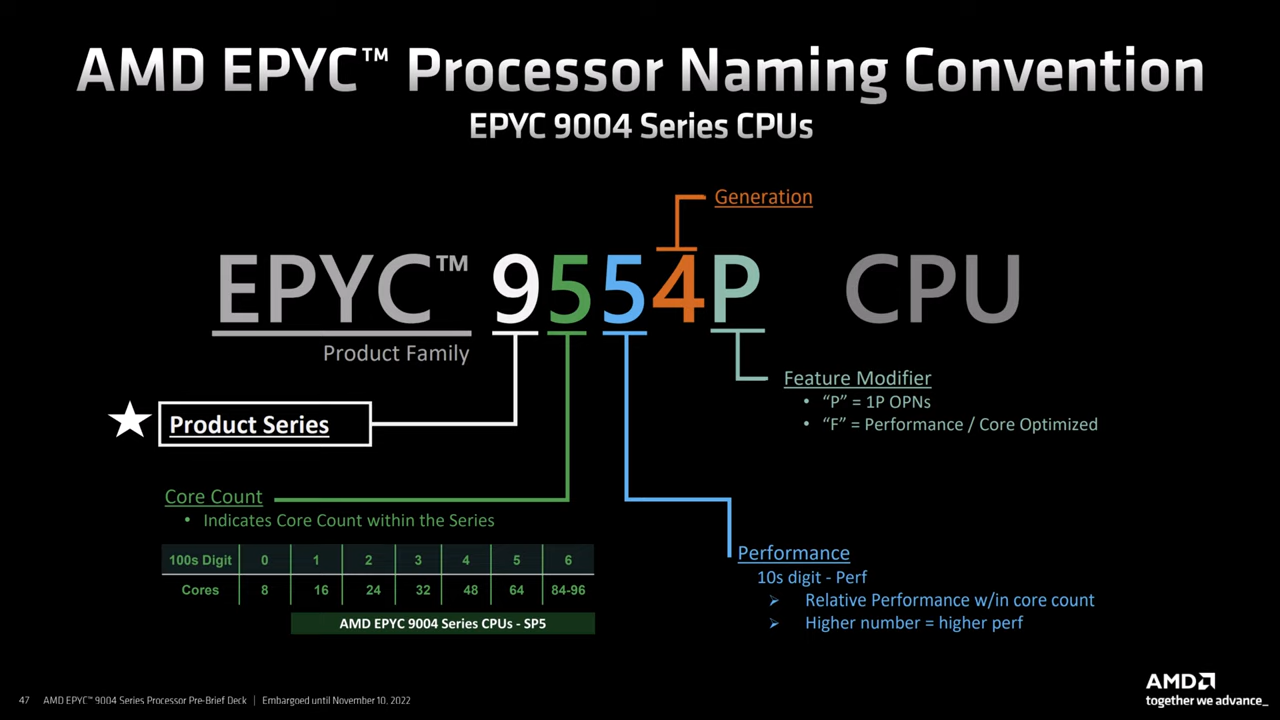 AMD EPYC™ Processor Naming Convention
EPYC 9004 Series CPUs
Generation
EPYC™ 9554P CPU
Product Family
Feature Modifier
• “P” = 1P OPNs
• “F” = Performance / Core Optimized
Product Series
Core Count
• Indicates Core Count within the Series
100s Digit 0 1 2 3 4 5 6
Cores 8 16 24 32 48 64 84-96
AMD EPYC 9004 Series CPUs - SP5
Performance
10s digit - Perf
➢ Relative Performance w/in core count
➢ Higher number = higher perf
47 AMD EPYC™ 9004 Series Processor Pre-Brief Deck | Embargoed until November 10, 2022
AMD
together we advance_